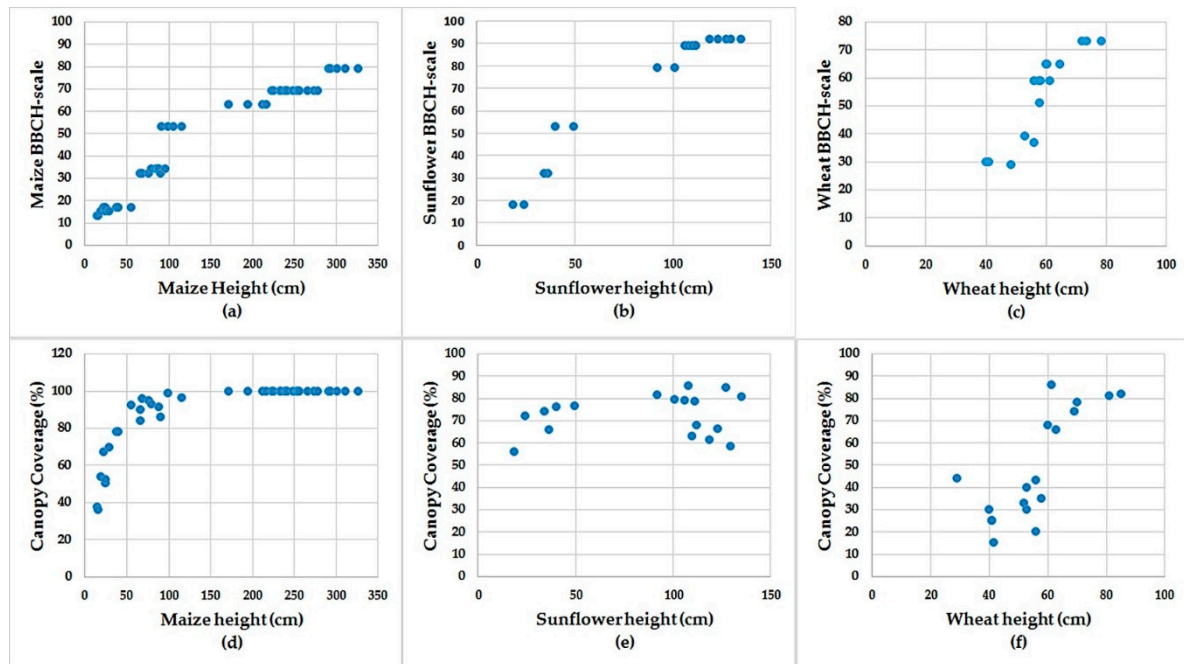 100
90
80
70
60
50
40
30
20
10
0
Maize BBCH-scale
0 50 100 150 200 250 300 350
Maize Height (cm)
(a)
100
90
80
70
60
50
40
30
20
10
0
Sunflower BBCH-scale
0 50 100 150
Sunflower height (cm)
(b)
80
70
60
50
40
30
20
10
0
Wheat BBCH-scale
0 20 40 60 80 100
Wheat height (cm)
(c)
120
100
80
60
40
20
0
Canopy Coverage (%)
0 50 100 150 200 250 300 350
Maize height (cm)
(d)
100
90
80
70
60
50
40
30
20
10
0
Canopy Coverage (%)
0 50 100 150
Sunflower height (cm)
(e)
100
90
80
70
60
50
40
30
20
10
0
Canopy Coverage (%)
0 20 40 60 80 100
Wheat height (cm)
(f)